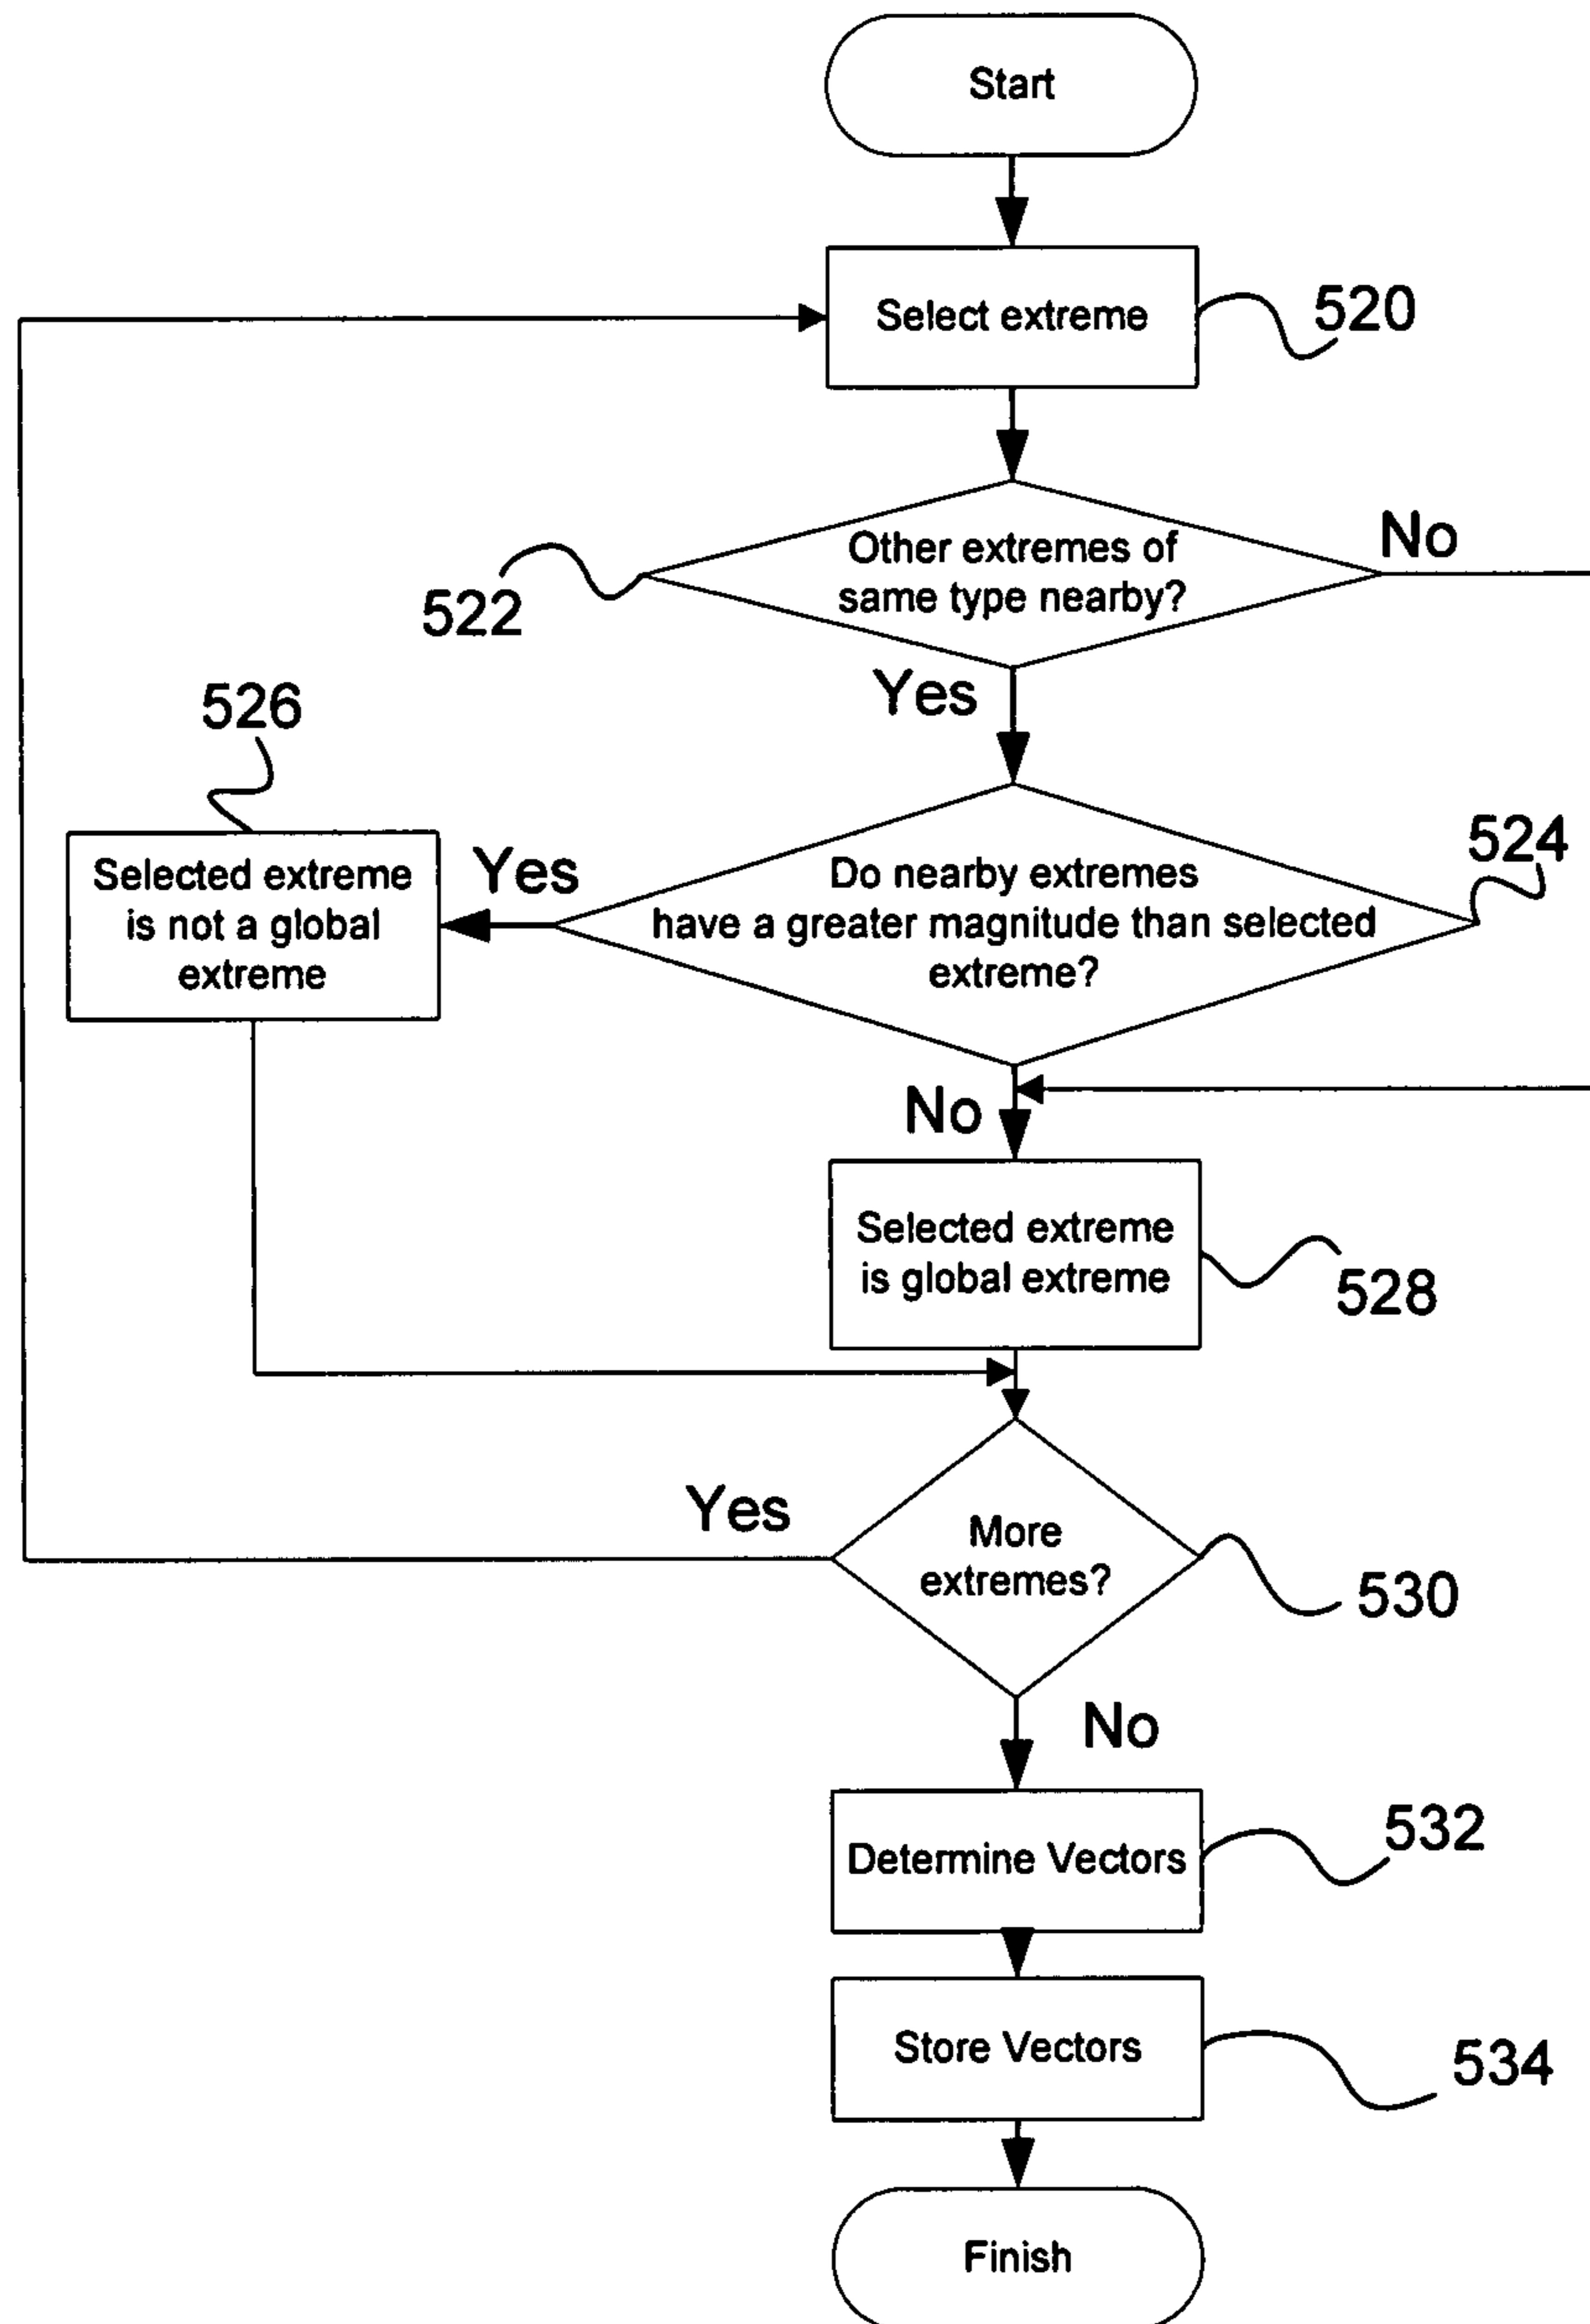 Start
Select extreme
520
Other extremes of
same type nearby?
No
522
Yes
526
Selected extreme
is not a global
extreme
Yes
Do nearby extremes
have a greater magnitude than selected
extreme?
524
No
Selected extreme
is global extreme
528
Yes
More
extremes?
530
No
Determine Vectors
532
Store Vectors
534
Finish